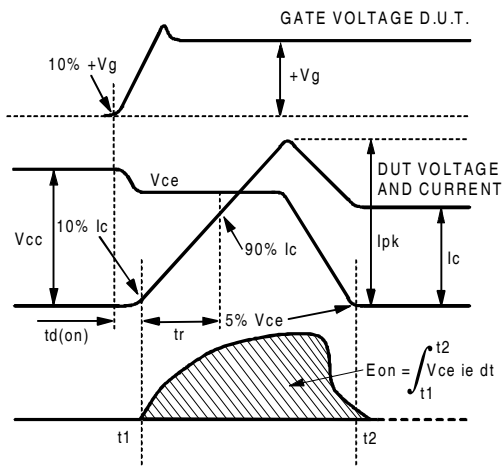 GATE VOLTAGE D.U.T.
10% +Vg
+Vg
Vce
DUT VOLTAGE
AND CURRENT
10% Ic
Vcc
90% Ic
Ipk
Ic
td(on)
tr
5% Vce
Eon = ∫ Vce ie dt
t2
t1
t1
t2